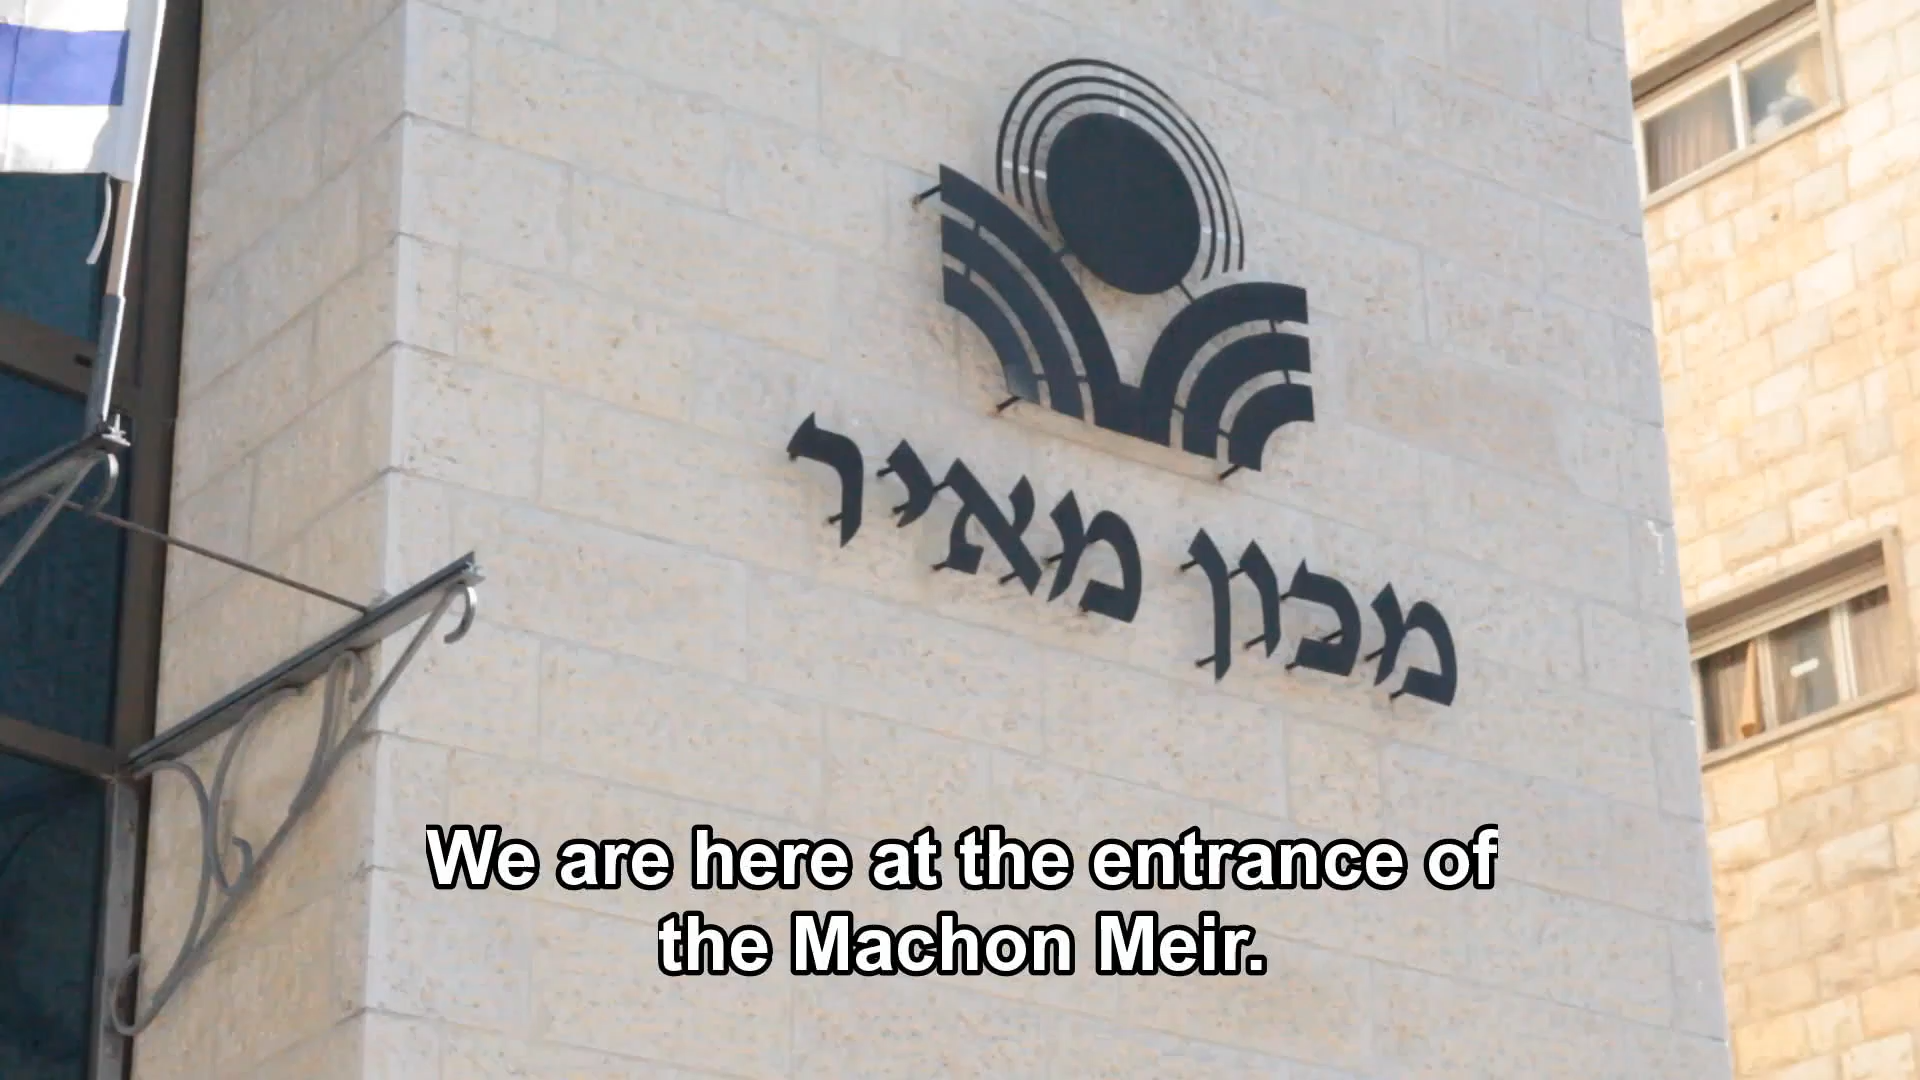 מכון מאיר
We are here at the entrance of
the Machon Meir.